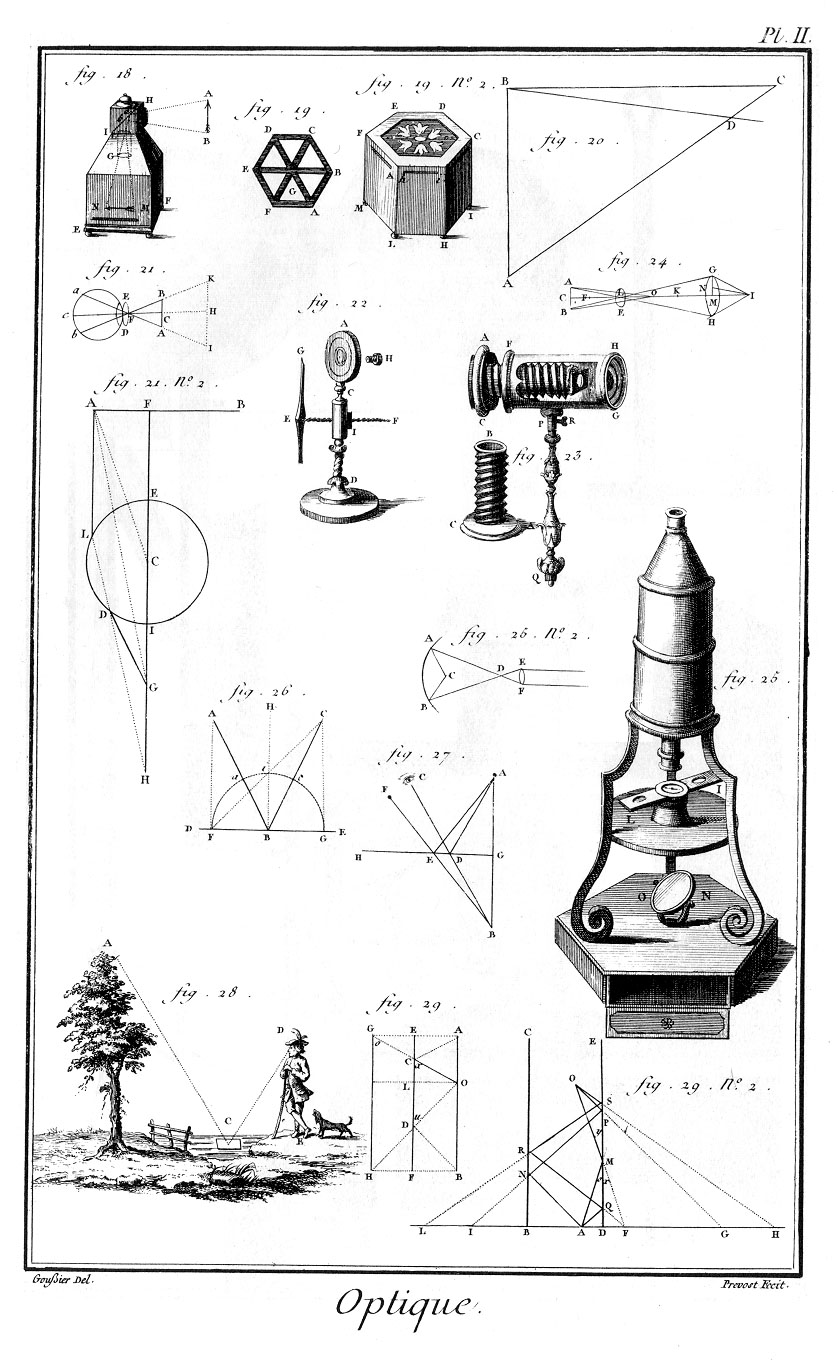 Pl. II.
fig. 18.
A
H
I
B
G
N
M
F
E
fig. 19.
D C
E B
G
F A
fig. 19. No. 2.
E D
F C
A
M I
L H
B C
D
fig. 20.
A
fig. 21.
a
E B K
c F C H
b D A I
fig. 22.
A
G H
C
E F
I
D
fig. 24.
G
A
C F L O K N I
M
B E
H
A F H
C G
P R
B
fig. 23.
C
Q
fig. 21. No. 2.
A F B
E
L
C
D
I
G
H
fig. 25. No. 2.
A
D E
C
B F
fig. 25.
I
L
O N
fig. 26.
A H C
a c b
D F B G E
fig. 27.
F C A
H E D G
B
fig. 28.
A
D
C
B
fig. 29.
G E A
o
C u
L O
D u
H F B
fig. 29. No. 2.
C E
O
S
P
R M
N
Q
L I B A D F G H
Goußier Del.
Prevost Fecit.
Optique.